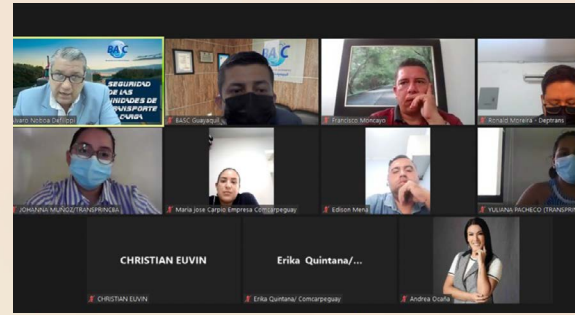 BASC
SEGURIDAD
DE LAS
UNIDADES DE
TRANSPORTE
CARGA
BASC
BASC Guayaquil
Francisco Moncayo
Ronald Moreira - Deptrans
JOHANNA MUÑOZ/TRANSPRINCBA
Maria Jose Carpio Empresa Comcarpeguay
Edison Mena
YULIANA PACHECO (TRANSPRIN
CHRISTIAN EUVIN
Erika Quintana/...
CHRISTIAN EUVIN
Erika Quintana/ Comcarpeguay
Andrea Ocaña